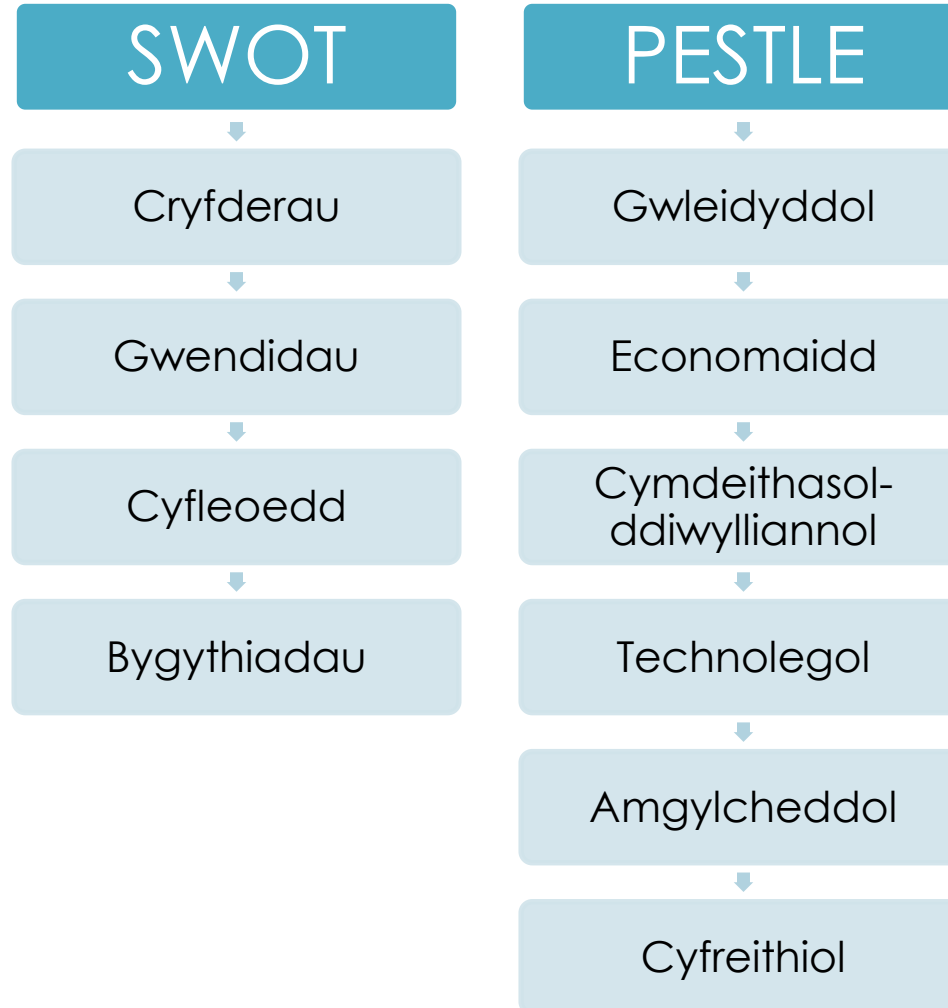 SWOT
Cryfderau
Gwendidau
Cyfleoedd
Bygythiadau
PESTLE
Gwleidyddol
Economaidd
Cymdeithasol-
ddiwylliannol
Technolegol
Amgylcheddol
Cyfreithiol